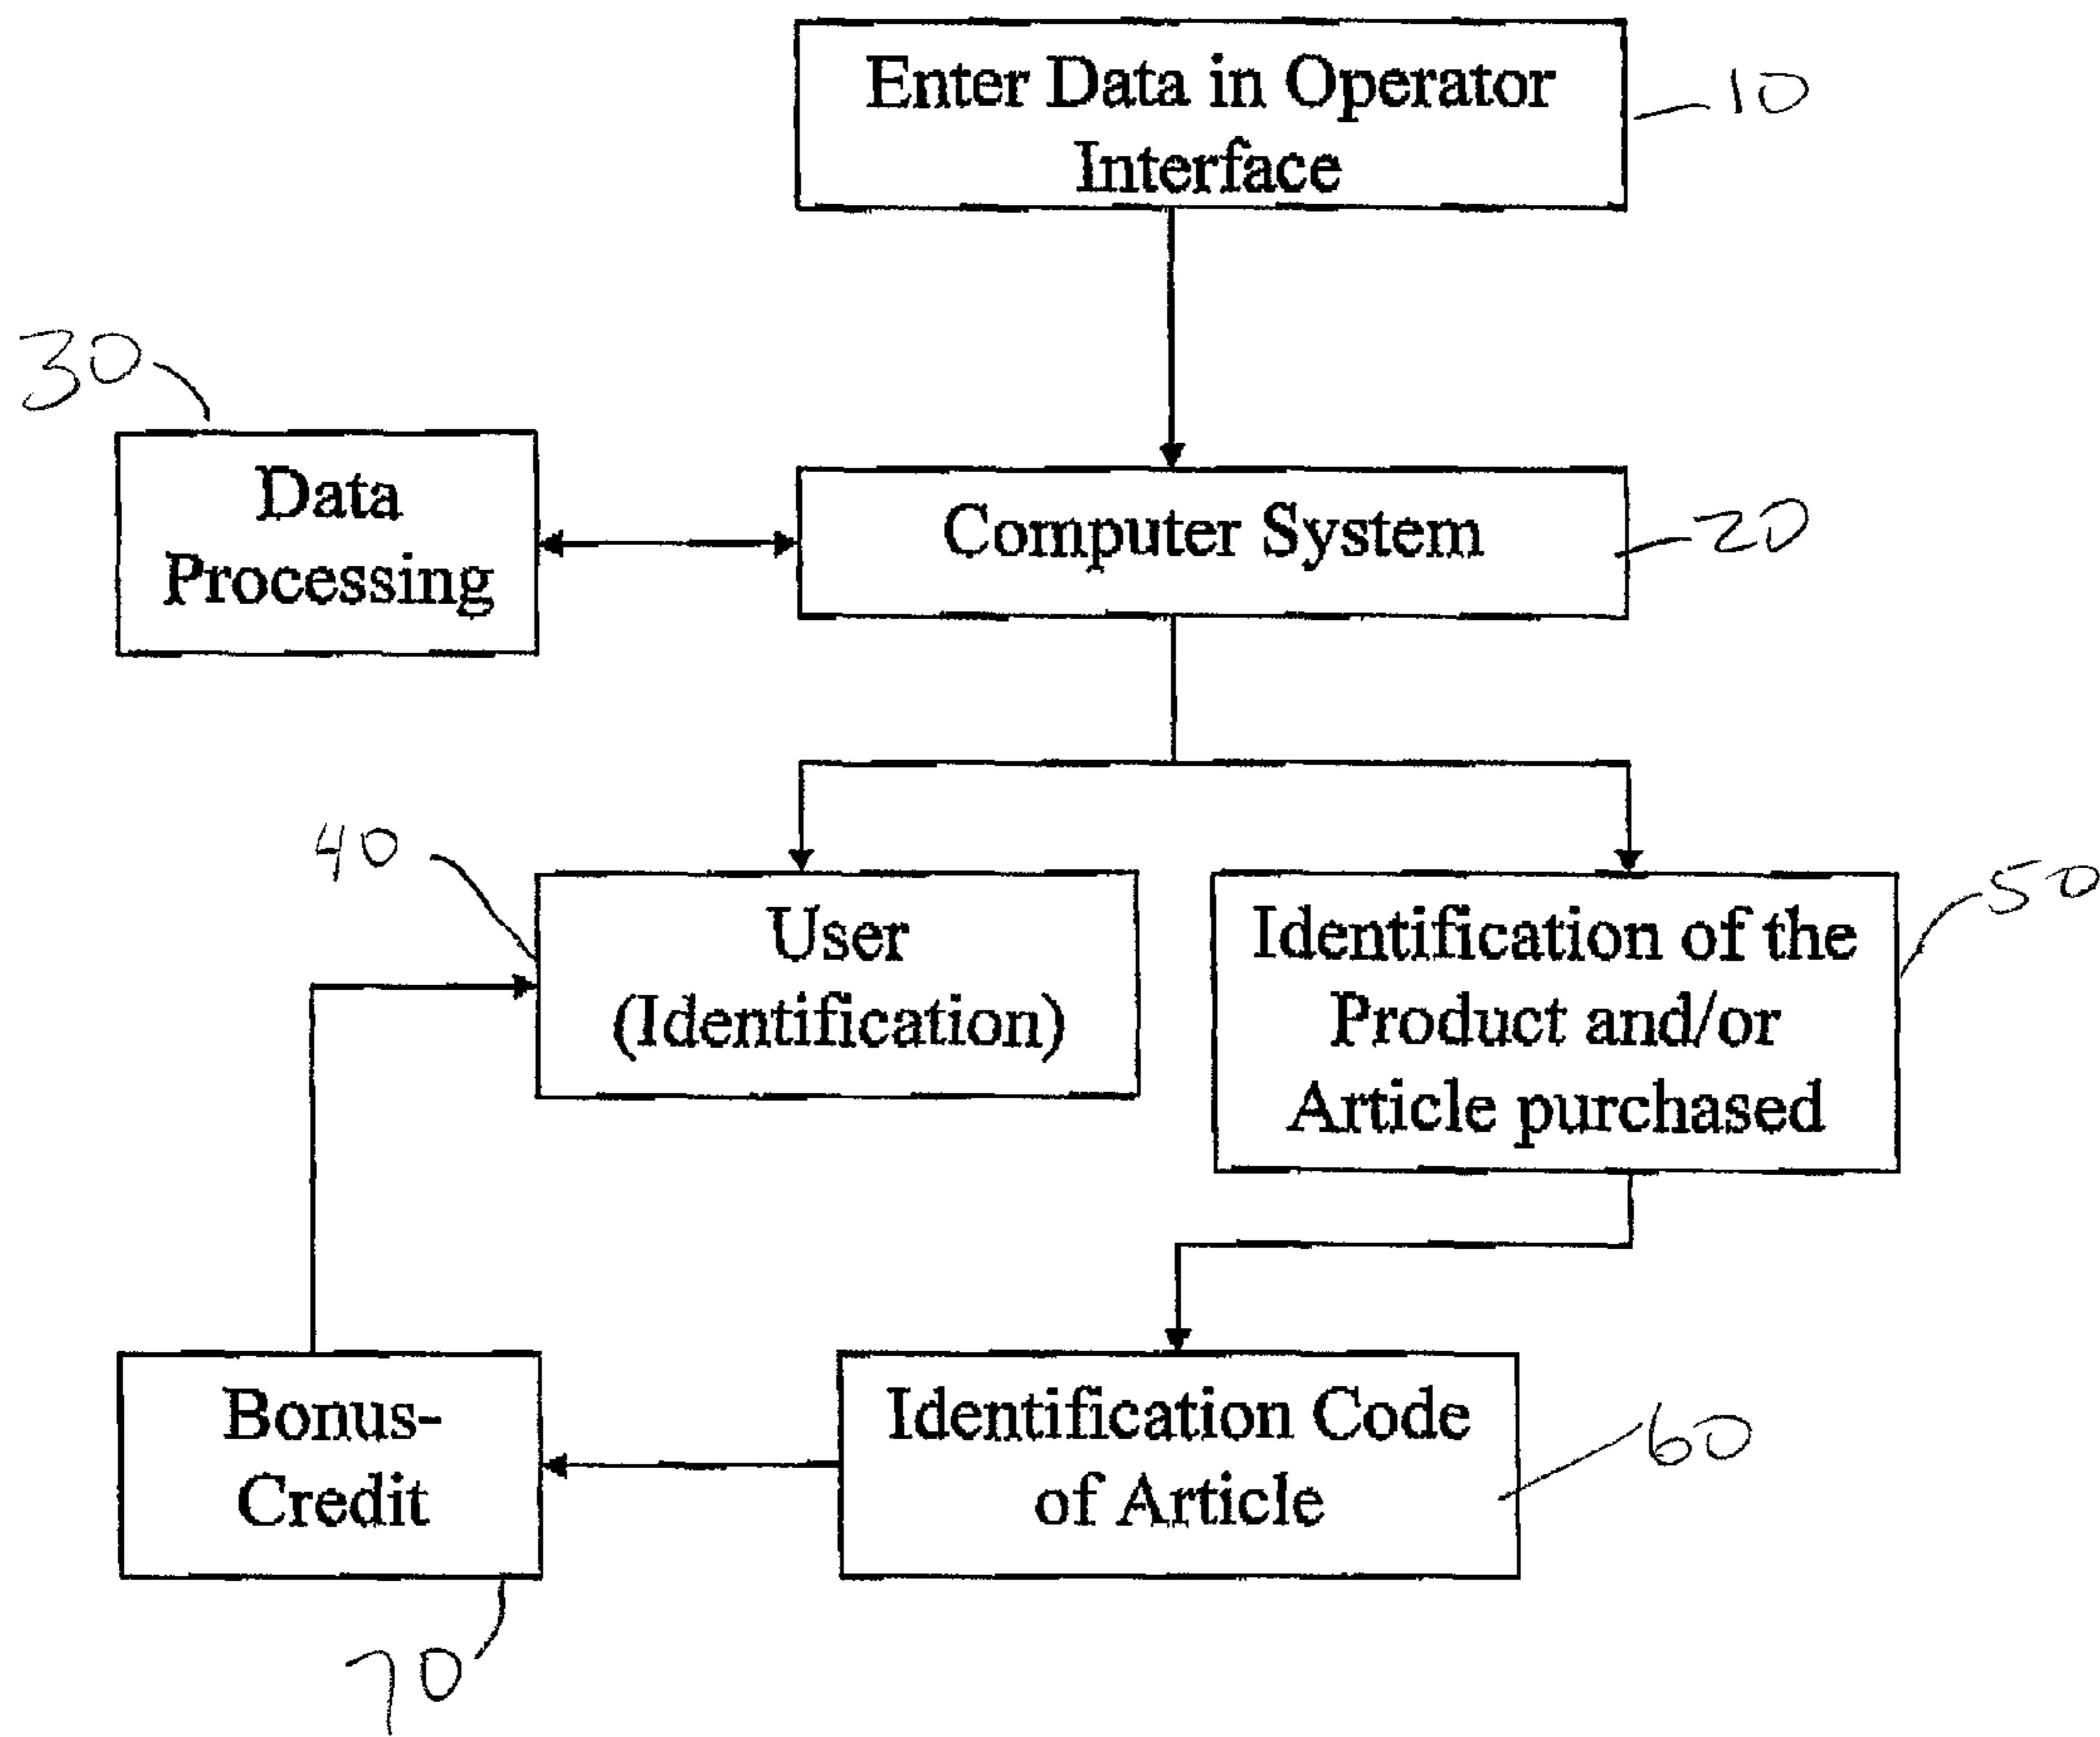 Enter Data in Operator
Interface
10
30
Data
Processing
Computer System
20
40
User
(Identification)
Identification of the
Product and/or
Article purchased
50
Bonus-
Credit
70
Identification Code
of Article
60